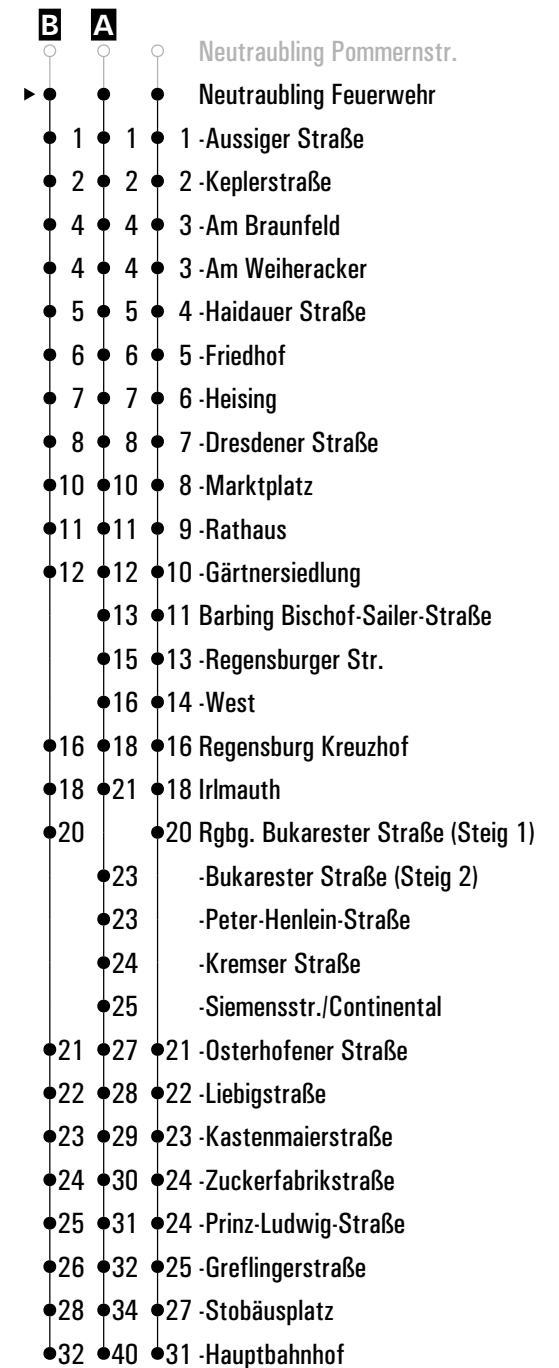 B A
Neutraubling Pommernstr.
Neutraubling Feuerwehr
1 1 1 -Aussiger Straße
2 2 2 -Keplerstraße
4 4 3 -Am Braunfeld
4 4 3 -Am Weiheracker
5 5 4 -Haidauer Straße
6 6 5 -Friedhof
7 7 6 -Heising
8 8 7 -Dresdener Straße
10 10 8 -Marktplatz
11 11 9 -Rathaus
12 12 10 -Gärtnersiedlung
13 11 Barbing Bischof-Sailer-Straße
15 13 -Regensburger Str.
16 14 -West
16 18 16 Regensburg Kreuzhof
18 21 18 Irlmauth
20 20 Rgbg. Bukarester Straße (Steig 1)
23 -Bukarester Straße (Steig 2)
23 -Peter-Henlein-Straße
24 -Kremser Straße
25 -Siemensstr./Continental
21 27 21 -Osterhofener Straße
22 28 22 -Liebigstraße
23 29 23 -Kastenmaierstraße
24 30 24 -Zuckerfabrikstraße
25 31 24 -Prinz-Ludwig-Straße
26 32 25 -Greflingerstraße
28 34 27 -Stobäusplatz
32 40 31 -Hauptbahnhof